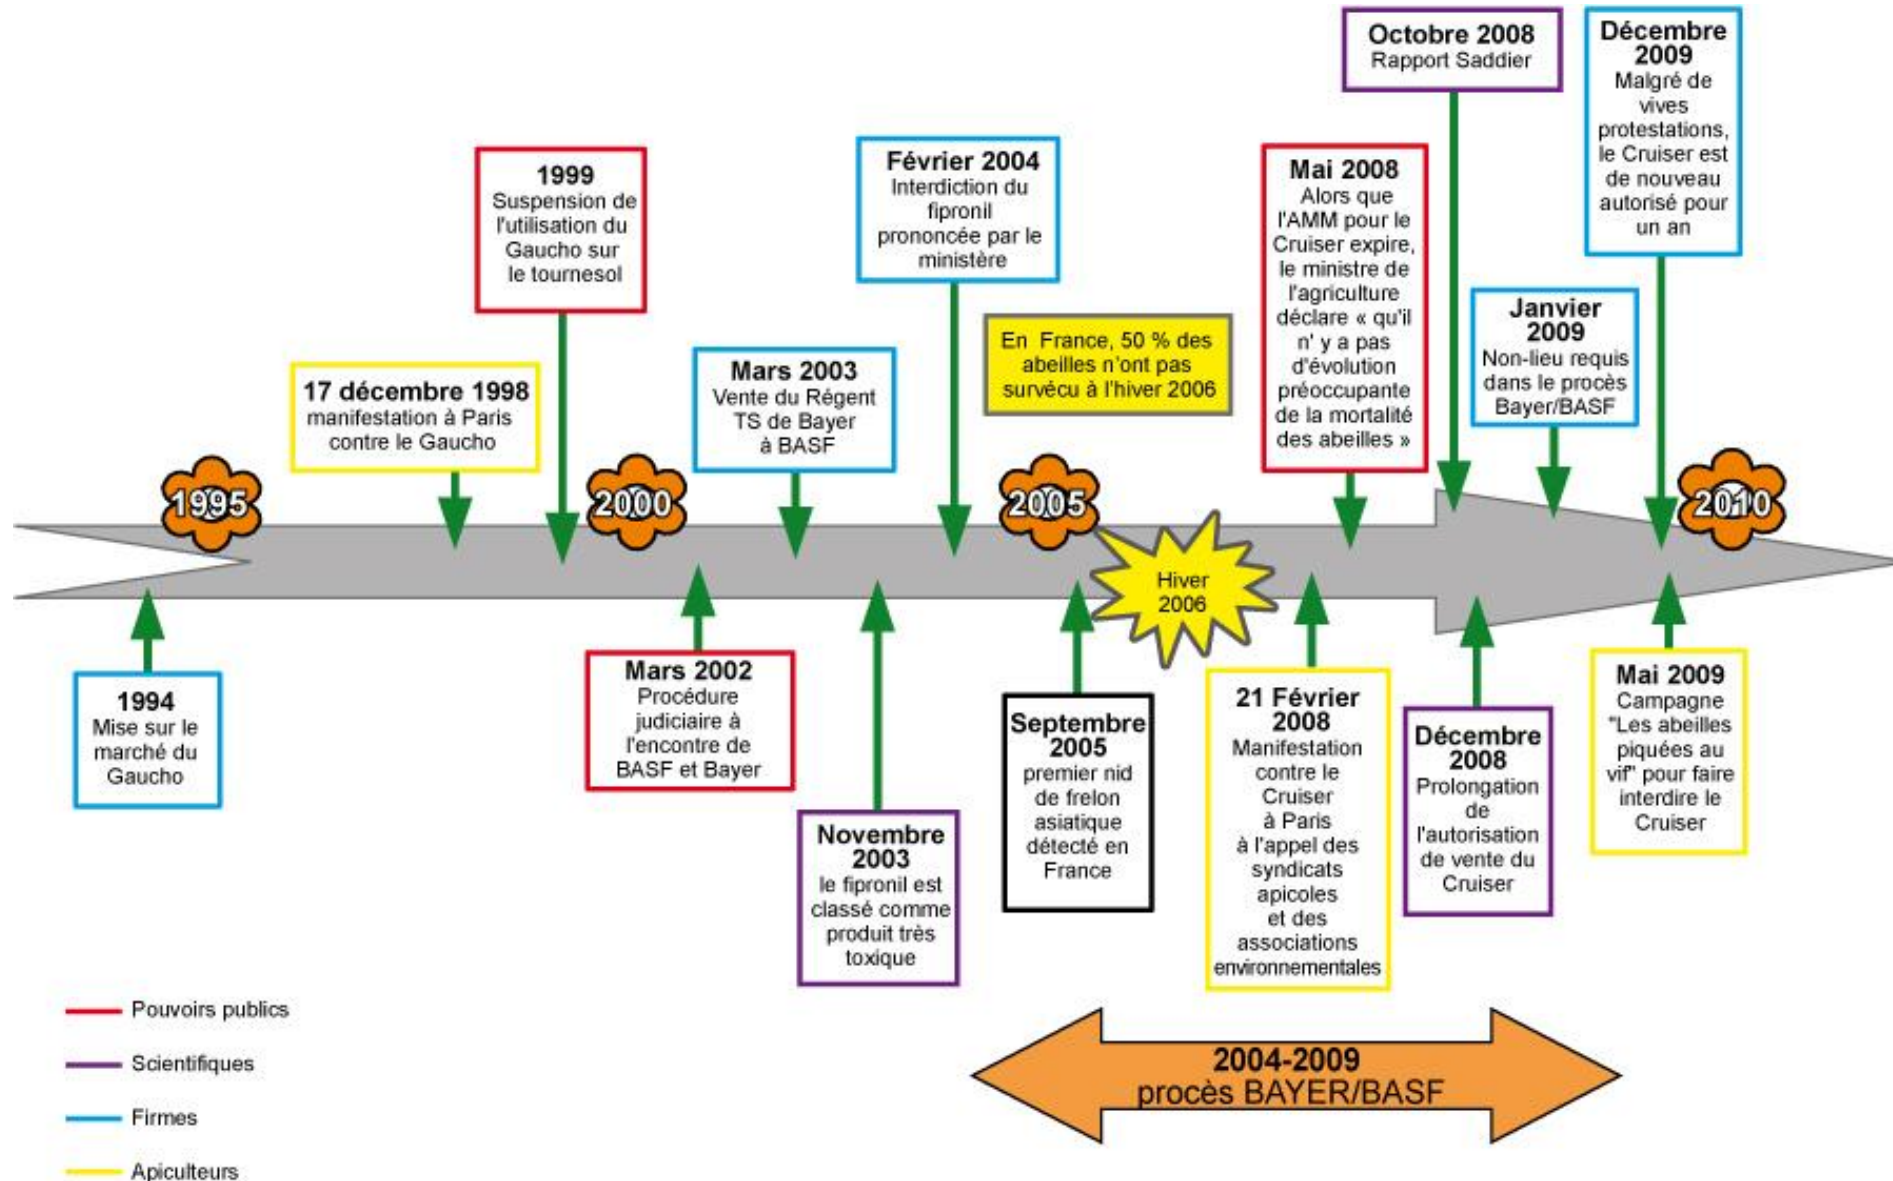 Octobre 2008
Rapport Saddier
Décembre
2009
Malgré de
vives
protestations,
le Cruiser est
de nouveau
autorisé pour
un an
1999
Suspension de
l'utilisation du
Gaucho sur
le tournesol
Février 2004
Interdiction du
fipronil
prononcée par le
ministère
Mai 2008
Alors que
l'AMM pour le
Cruiser expire,
le ministre de
l'agriculture
déclare « qu'il
n' y a pas
d'évolution
préoccupante
de la mortalité
des abeilles »
Janvier
2009
Non-lieu requis
dans le procès
Bayer/BASF
17 décembre 1998
manifestation à Paris
contre le Gaucho
Mars 2003
Vente du Régent
TS de Bayer
à BASF
En France, 50 % des
abeilles n'ont pas
survécu à l'hiver 2006
1995
2000
2005
2010
Hiver
2006
1994
Mise sur le
marché du
Gaucho
Mars 2002
Procédure
judiciaire à
l'encontre de
BASF et Bayer
Novembre
2003
le fipronil est
classé comme
produit très
toxique
Septembre
2005
premier nid
de frelon
asiatique
détecté en
France
21 Février
2008
Manifestation
contre le
Cruiser
à Paris
à l'appel des
syndicats
apicoles
et des
associations
environnementales
Décembre
2008
Prolongation
de
l'autorisation
de vente du
Cruiser
Mai 2009
Campagne
"Les abeilles
piquées au
vif" pour faire
interdire le
Cruiser
2004-2009
procès BAYER/BASF
Pouvoirs publics
Scientifiques
Firmes
Apiculteurs